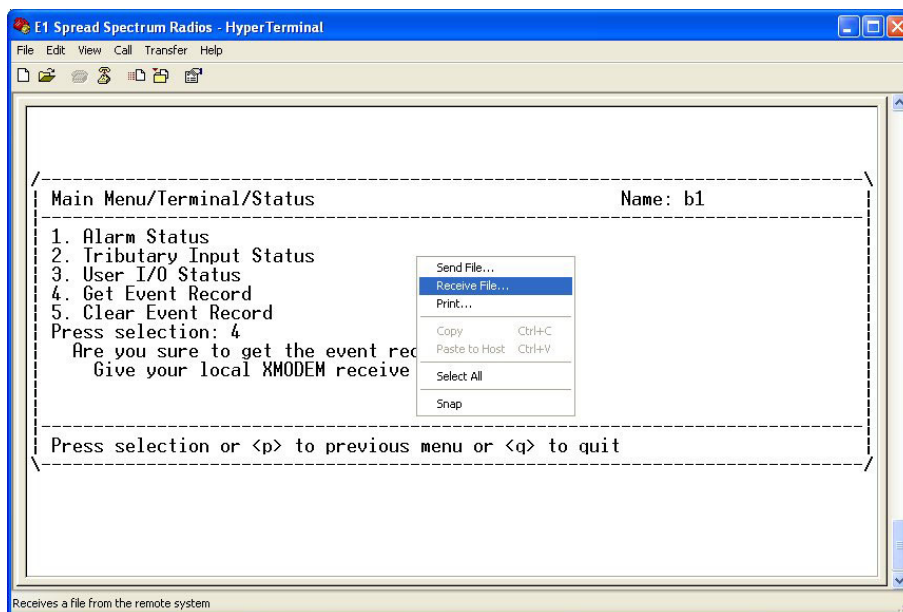 E1 Spread Spectrum Radios - HyperTerminal
File Edit View Call Transfer Help
Main Menu/Terminal/Status Name: b1
1. Alarm Status
2. Tributary Input Status
3. User I/O Status
4. Get Event Record
5. Clear Event Record
Press selection: 4
Are you sure to get the event rec
Give your local XMODEM receive
Send File...
Receive File...
Print...
Copy Ctrl+C
Paste to Host Ctrl+V
Select All
Snap
Press selection or <p> to previous menu or <q> to quit
Receives a file from the remote system